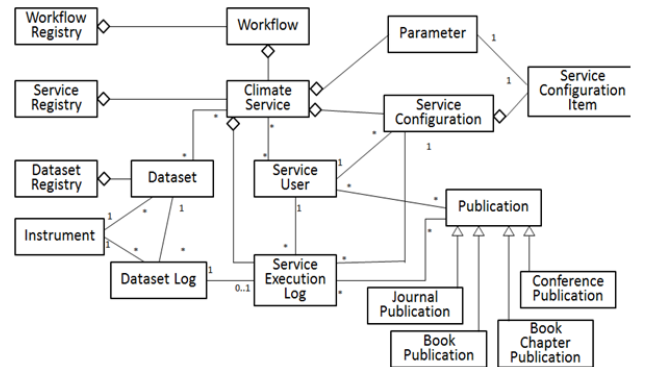 Workflow
Registry
Workflow
Parameter
1
1
Service
Registry
Climate
Service
Service
Configuration
Service
Configuration
Item
*
*
*
*
1
Dataset
Registry
Dataset
*
Service
User
1
*
*
Publication
1
*
1
1
*
Instrument
1
*
*
*
*
Dataset Log
1
0..1
Service
Execution
Log
*
Journal
Publication
Conference
Publication
Book
Publication
Book
Chapter
Publication